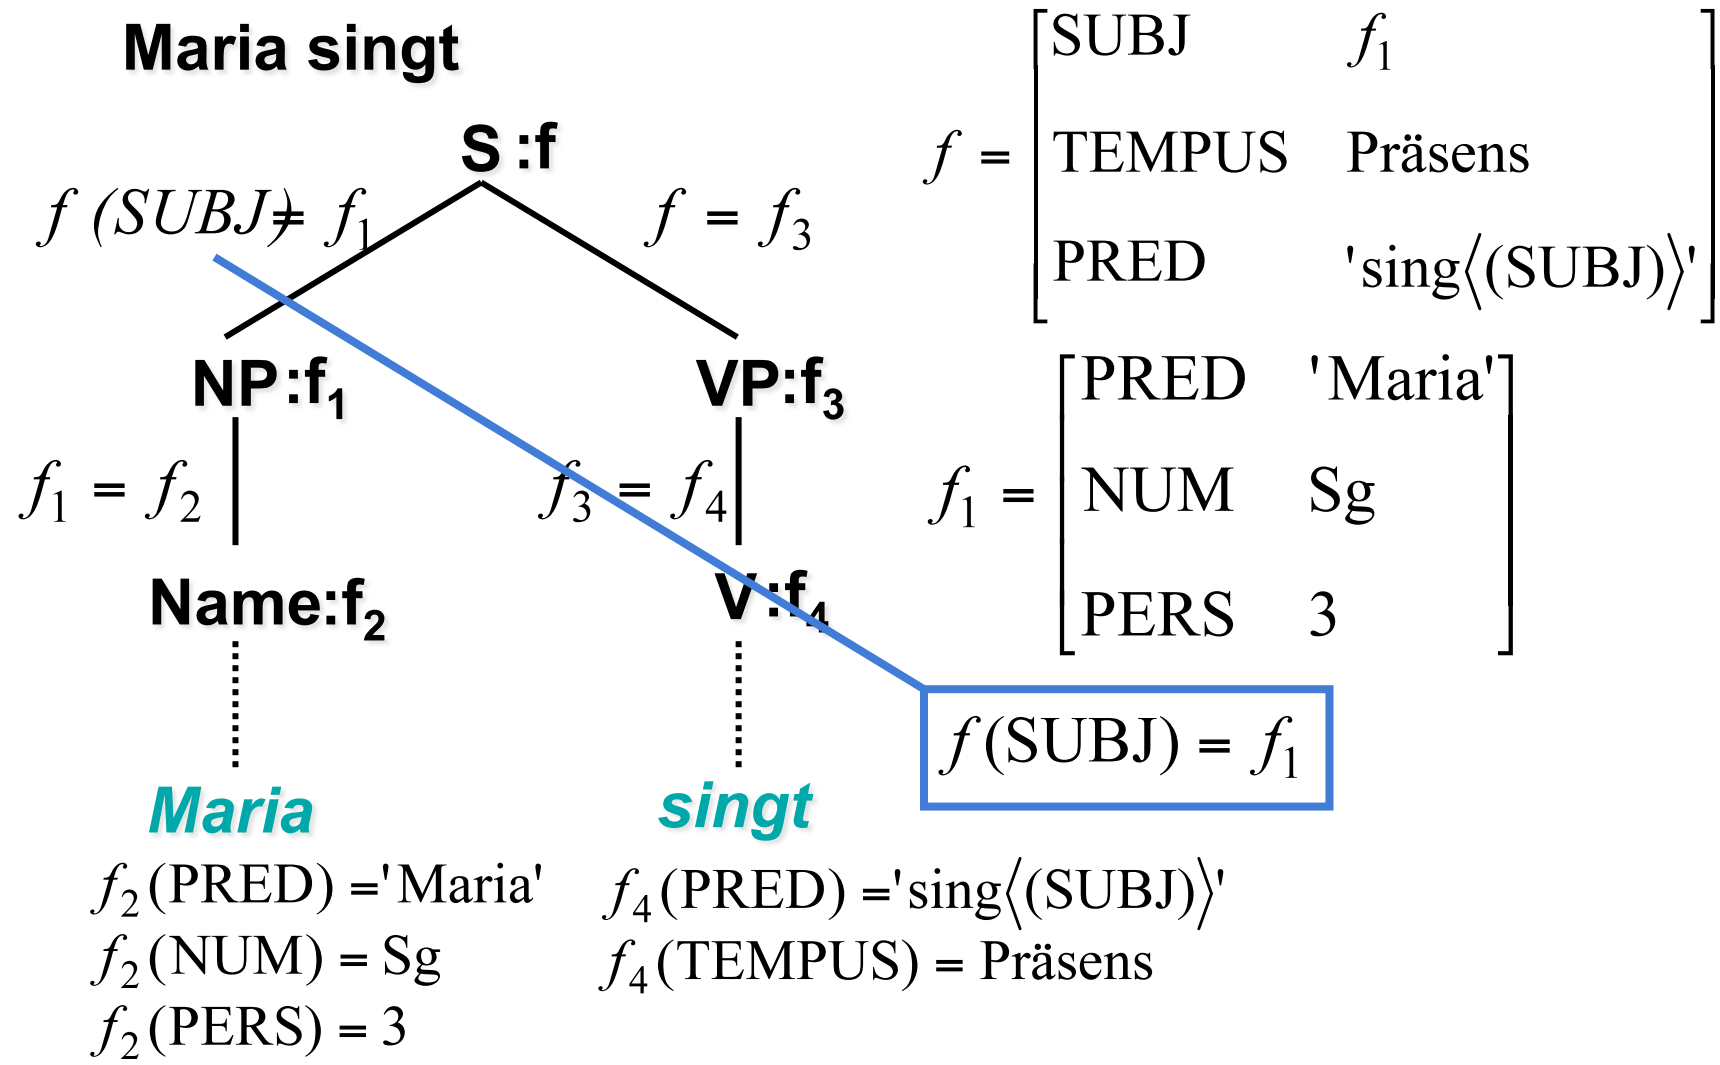 Maria singt
S :f
f (SUBJ)= f₁
f = f₃
NP:f₁
VP:f₃
f₁ = f₂
f₃ = f₄
Name:f₂
V:f₄
Maria
singt
f₂(PRED) ='Maria'
f₂(NUM) = Sg
f₂(PERS) = 3
f₄(PRED) ='sing⟨(SUBJ)⟩'
f₄(TEMPUS) = Präsens
f =
SUBJ f₁
TEMPUS Präsens
PRED 'sing⟨(SUBJ)⟩'
f₁ =
PRED 'Maria'
NUM Sg
PERS 3
f(SUBJ) = f₁